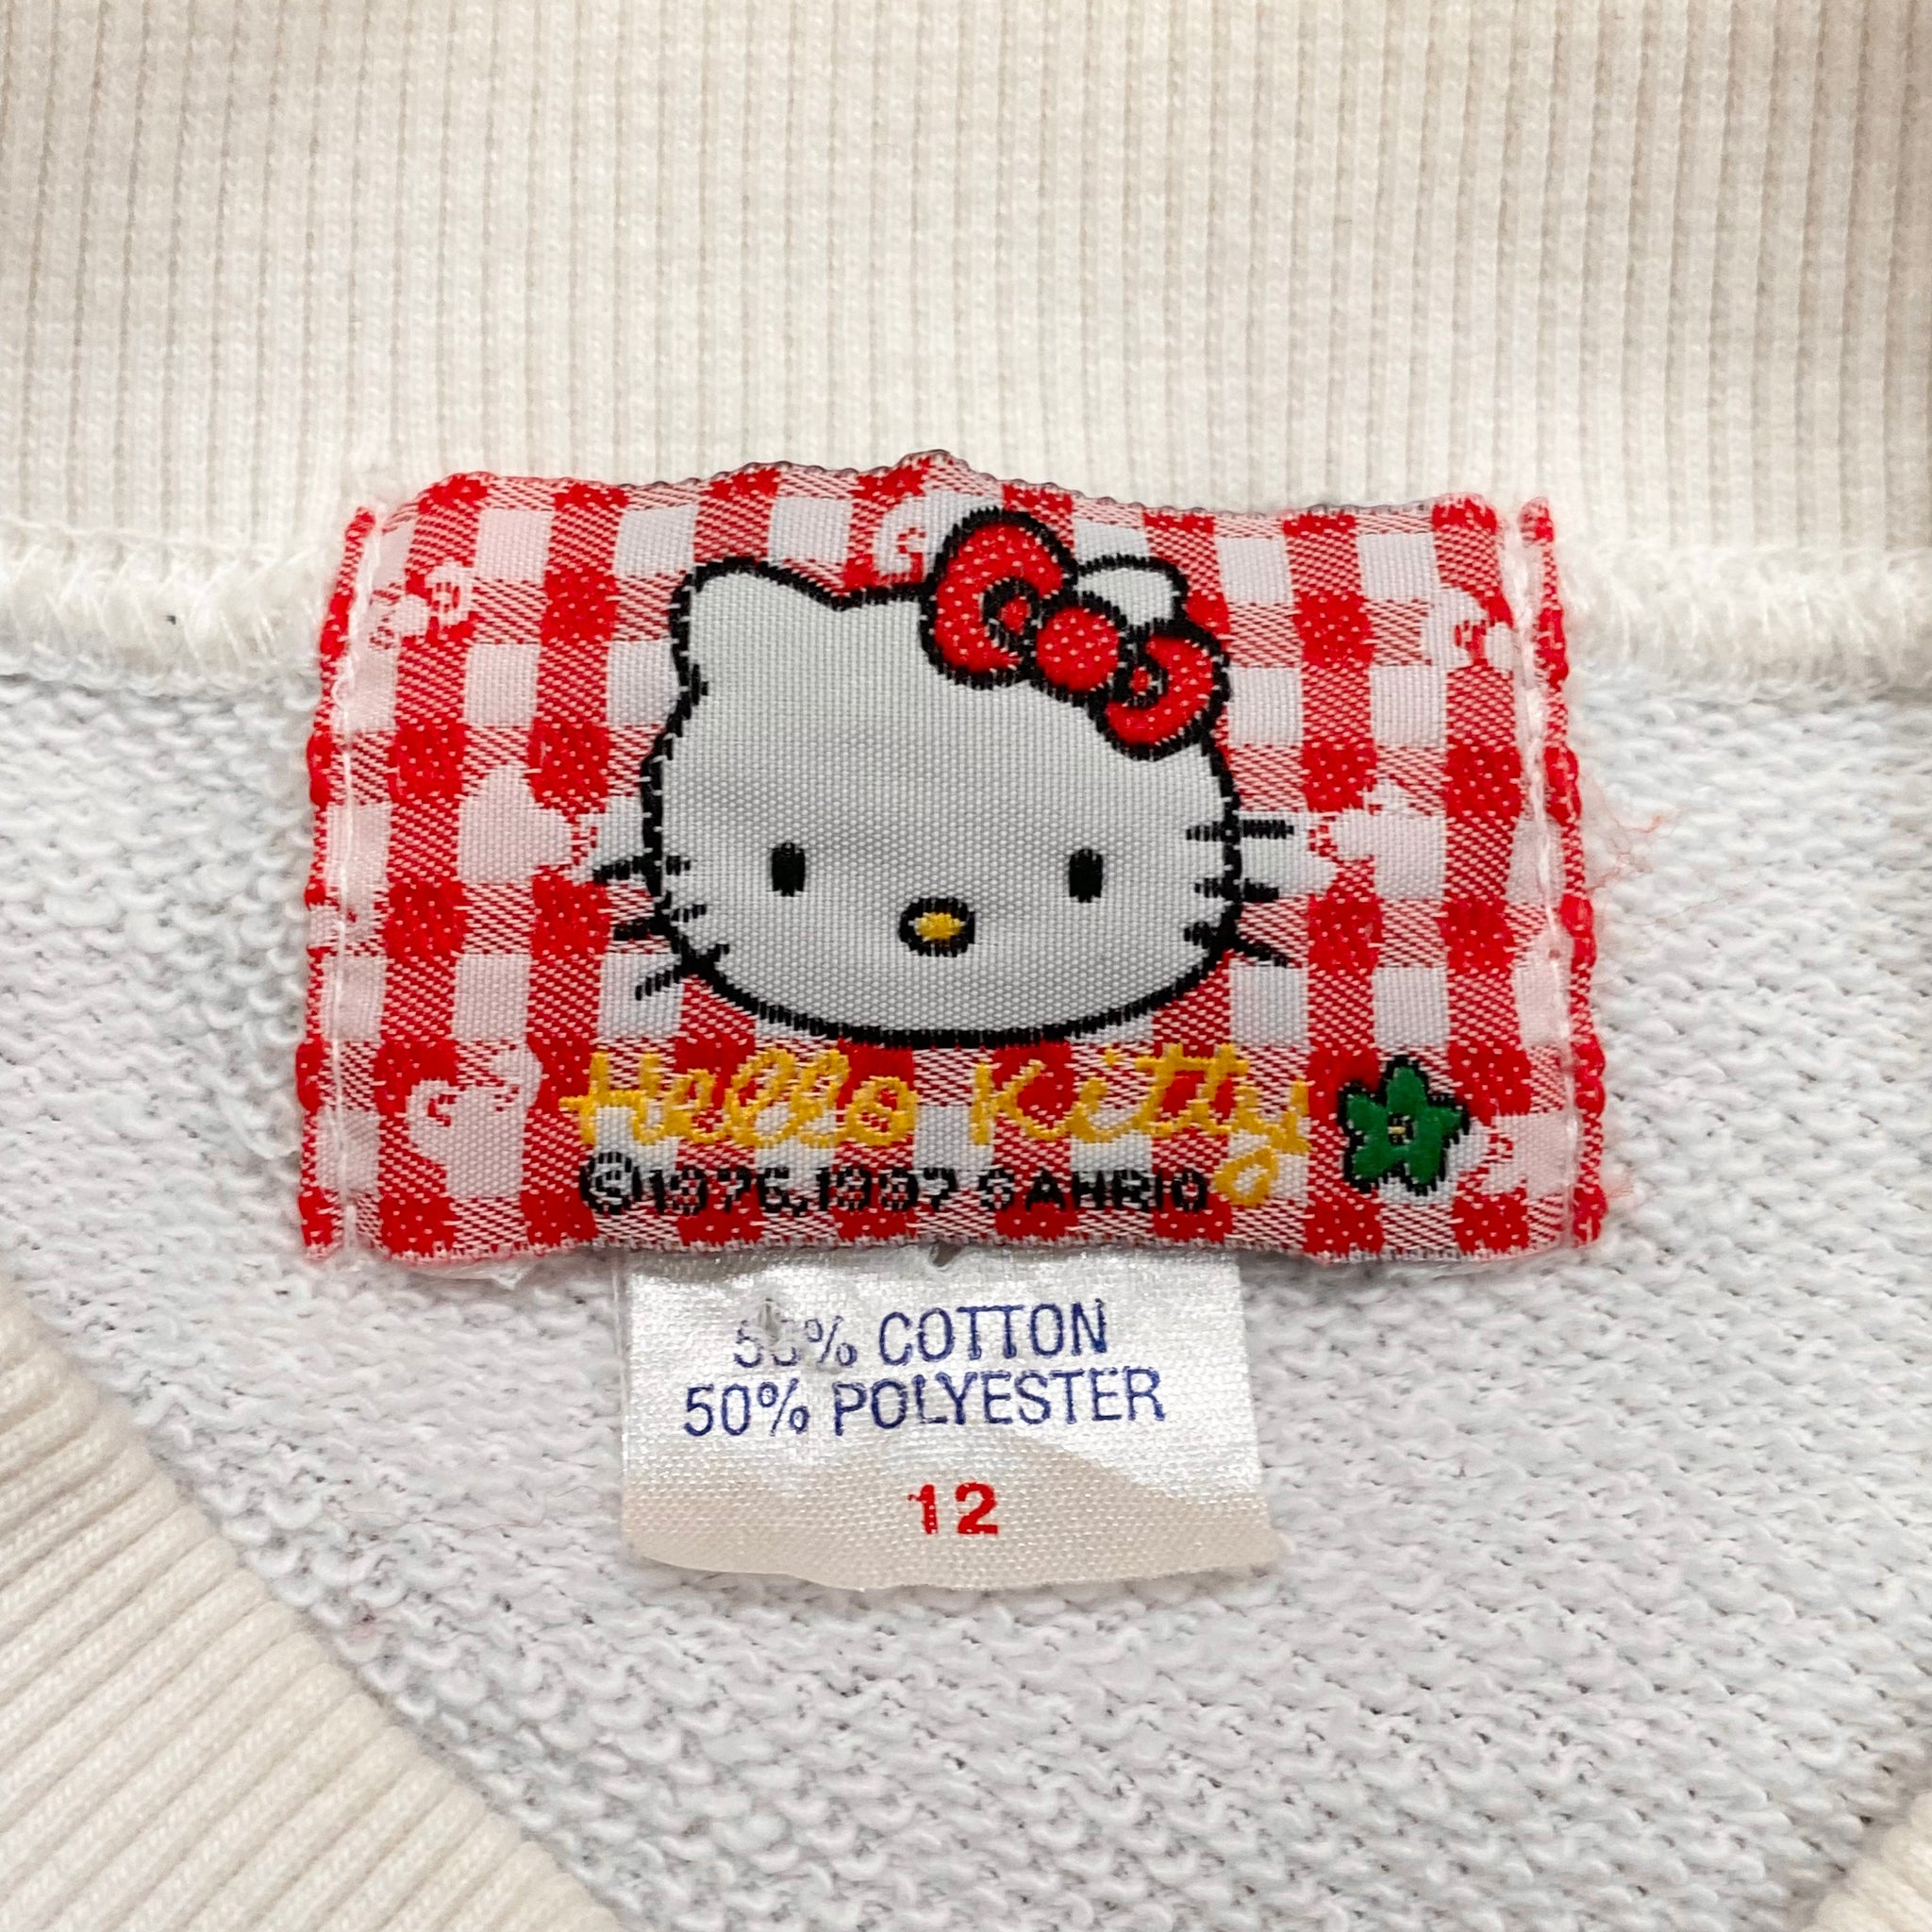 Hello Kitty
©1976,1997 SANRIO
50% COTTON
50% POLYESTER
12